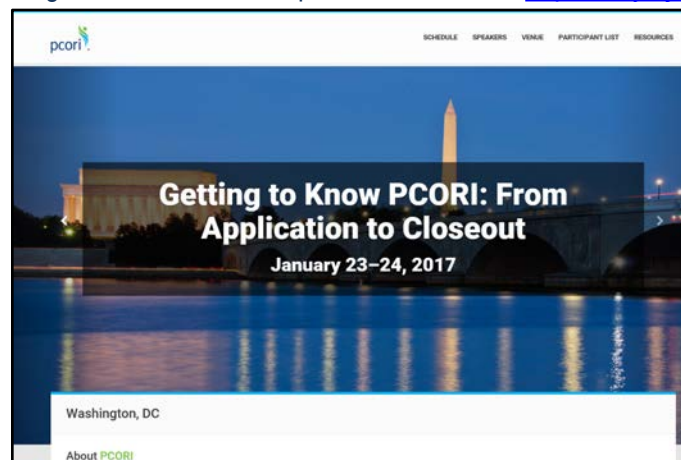 pcori
SCHEDULE SPEAKERS VENUE PARTICIPANT LIST RESOURCES
Getting to Know PCORI: From
Application to Closeout
January 23–24, 2017
Washington, DC
About PCORI